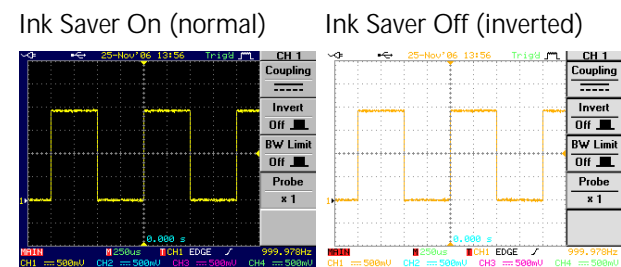 Ink Saver On (normal) Ink Saver Off (inverted)
25-Nov'06 13:56 Trig'd CH 1
Coupling
Invert
Off
BW Limit
Off
Probe
x 1
1
0.000 s
MAIN M 250us T CH1 EDGE 999.978Hz
CH1 500mV CH2 500mV CH3 500mV CH4 500mV
25-Nov'06 13:56 Trig'd CH 1
Coupling
Invert
Off
BW Limit
Off
Probe
x 1
1
0.000 s
MAIN M 250us T CH1 EDGE 999.978Hz
CH1 500mV CH2 500mV CH3 500mV CH4 500mV